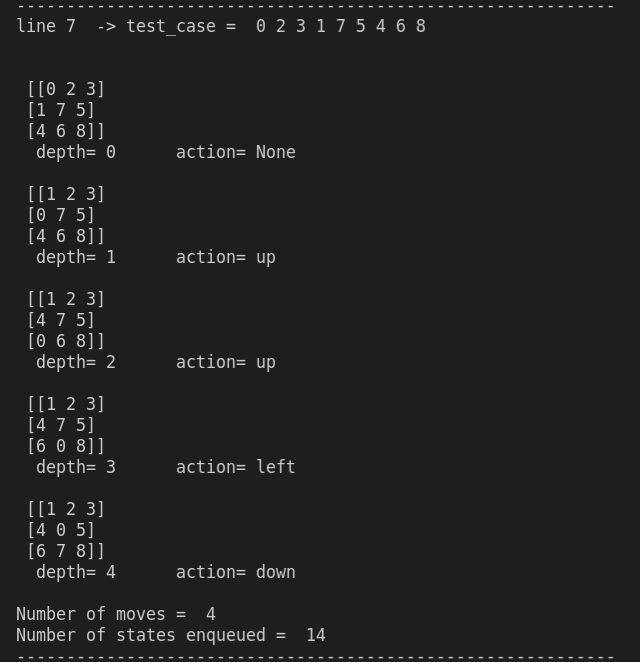 ------------------------------------------------------------
line 7  -> test_case =  0 2 3 1 7 5 4 6 8
[[0 2 3]
[1 7 5]
[4 6 8]]
depth= 0      action= None
[[1 2 3]
[0 7 5]
[4 6 8]]
depth= 1      action= up
[[1 2 3]
[4 7 5]
[0 6 8]]
depth= 2      action= up
[[1 2 3]
[4 7 5]
[6 0 8]]
depth= 3      action= left
[[1 2 3]
[4 0 5]
[6 7 8]]
depth= 4      action= down
Number of moves =  4
Number of states enqueued =  14
------------------------------------------------------------